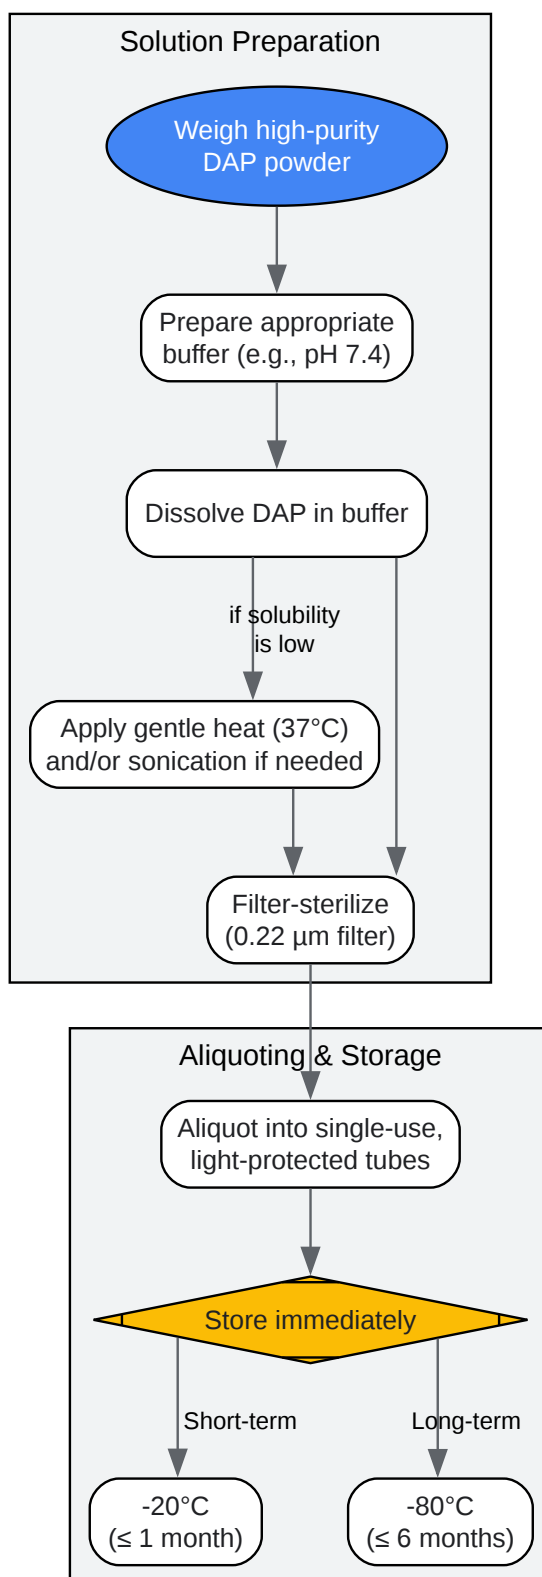 Solution Preparation
Weigh high-purity
DAP powder
Prepare appropriate
buffer (e.g., pH 7.4)
Dissolve DAP in buffer
if solubility
is low
Apply gentle heat (37°C)
and/or sonication if needed
Filter-sterilize
(0.22 µm filter)
Aliquoting & Storage
Aliquot into single-use,
light-protected tubes
Store immediately
Short-term
Long-term
-20°C
(≤ 1 month)
-80°C
(≤ 6 months)